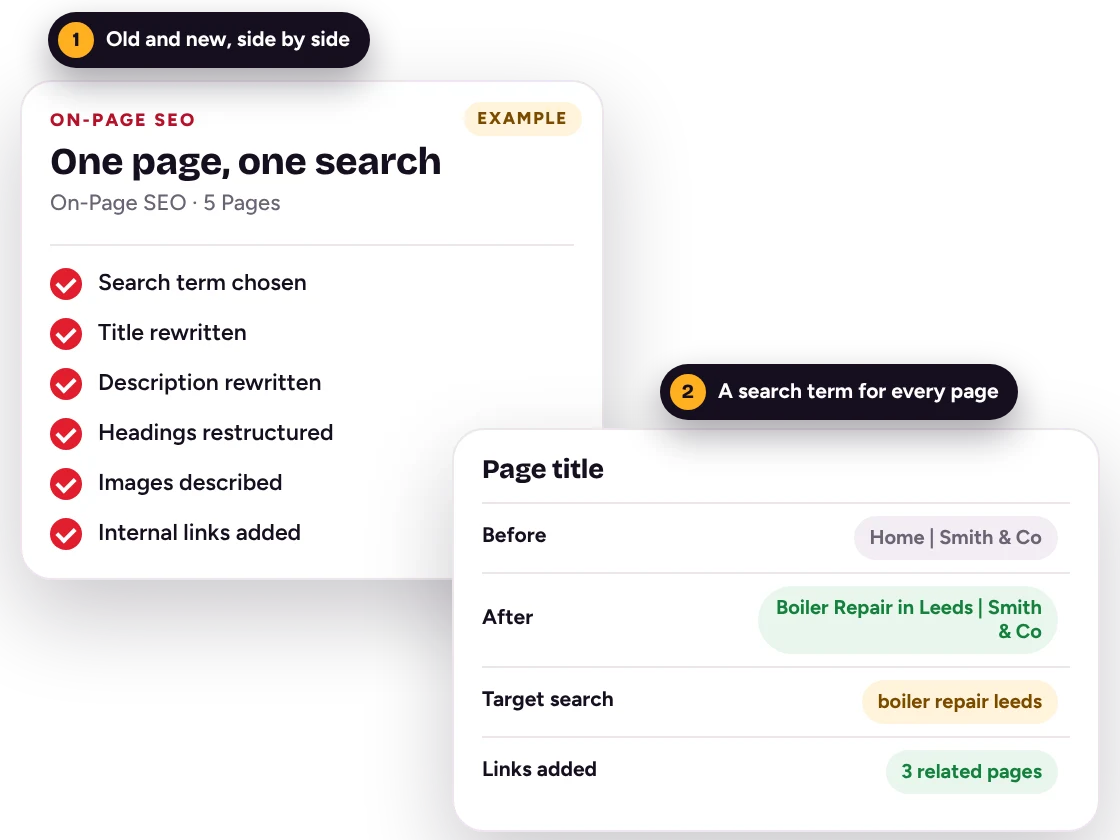 1 Old and new, side by side
ON-PAGE SEO
EXAMPLE
One page, one search
On-Page SEO · 5 Pages
Search term chosen
Title rewritten
Description rewritten
Headings restructured
Images described
Internal links added
2 A search term for every page
Page title
Before
Home | Smith & Co
After
Boiler Repair in Leeds | Smith
& Co
Target search
boiler repair leeds
Links added
3 related pages